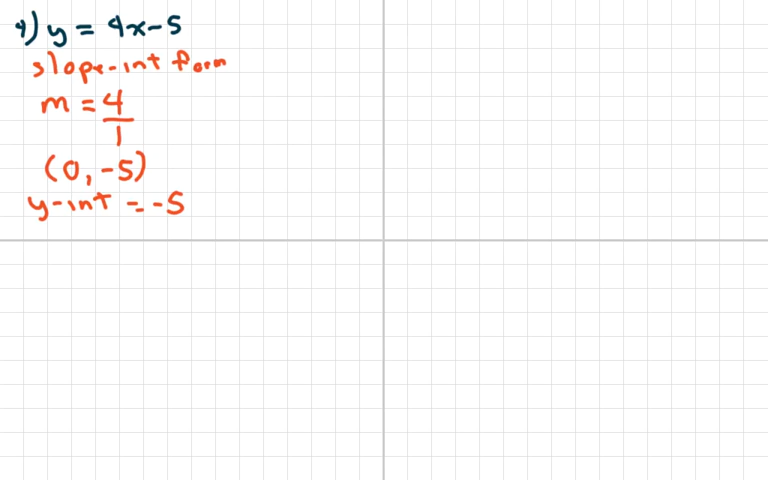 4) y = 4x - 5
slope-int form
m = 4/1
(0, -5)
y-int = -5